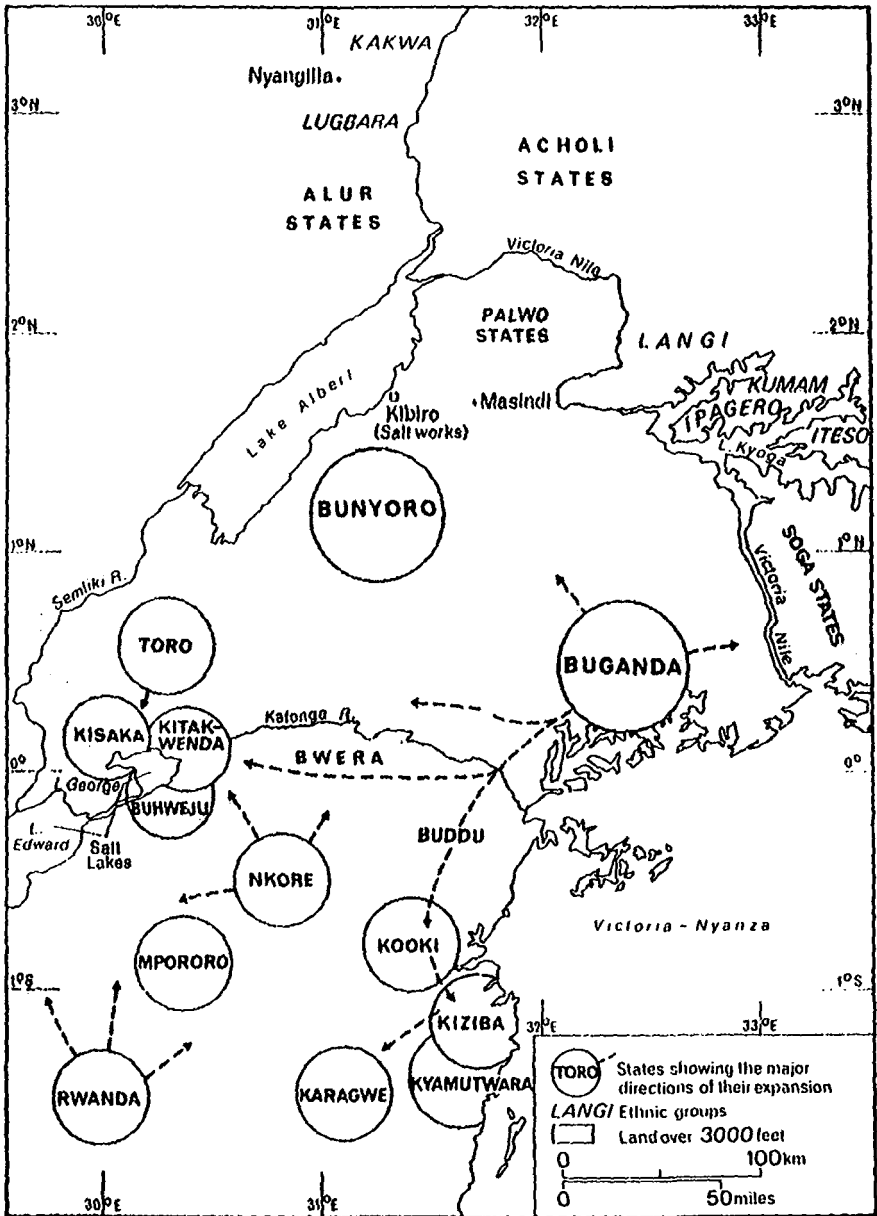 30°E
31°E
32°E
33°E
KAKWA
Nyanglila
3°N
3°N
LUGBARA
ACHOLI
STATES
ALUR
STATES
Victoria Nile
PALWO
STATES
2°N
2°N
LANGI
KUMAM
IPAGERO
ITESO
L. Kyoga
Lake Albert
Kibiro
(Salt works)
Masindi
BUNYORO
1°N
1°N
Semliki R.
Victoria
Nile
SOGA STATES
TORO
BUGANDA
KISAKA
KITAK-
WENDA
Katonga R.
BWERA
0°
0°
L. George
BUHWEJU
L.
Edward
Salt
Lakes
BUDDU
NKORE
Victoria - Nyanza
KOOKI
MPORORO
1°S
1°S
KIZIBA
32°E
33°E
RWANDA
KARAGWE
KYAMUTWARA
TORO
States showing the major
directions of their expansion
LANGI Ethnic groups
Land over 3000 feet
0 100km
0 50miles
30°E
31°E